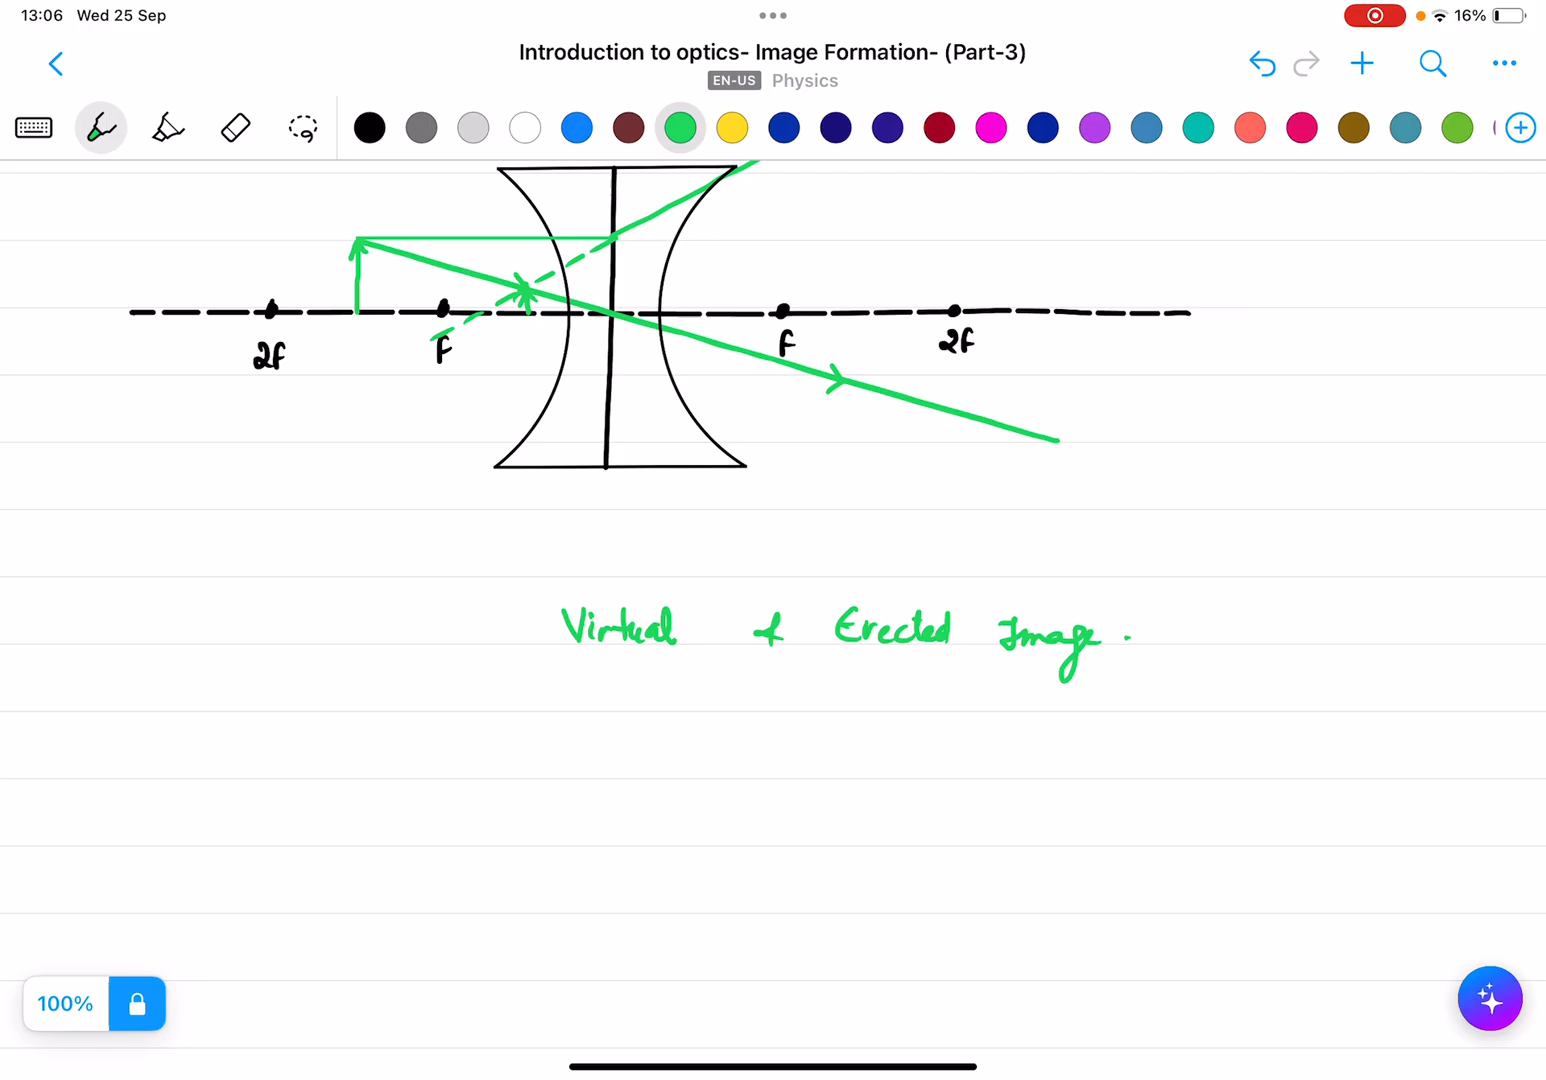 13:06 Wed 25 Sep
16%
Introduction to optics- Image Formation- (Part-3)
EN-US Physics
2F F F 2F
Virtual & Erected Image.
100%